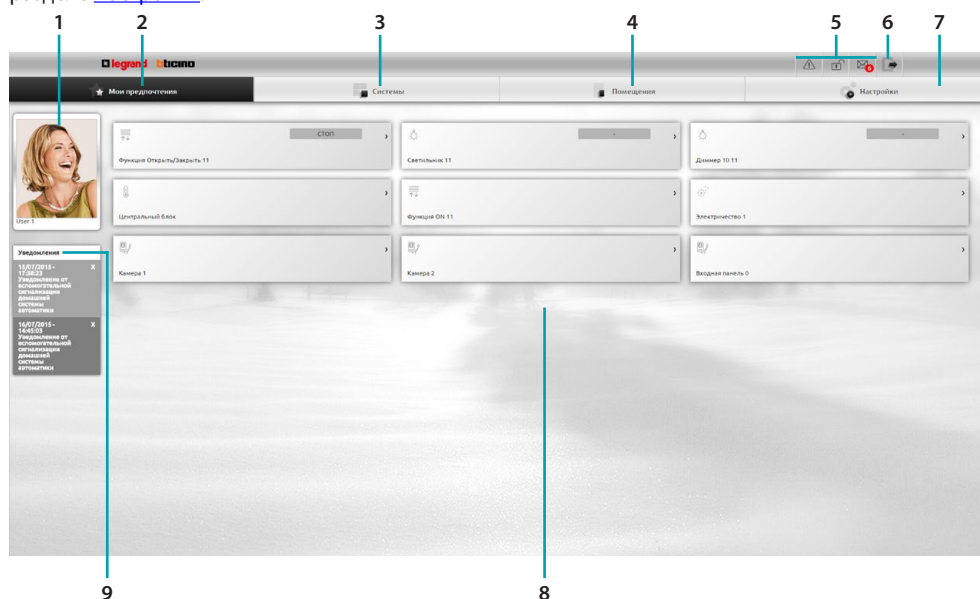 1 2 3 4 5 6 7
legrand bticino
6
Мои предпочтения Системы Помещения Настройки
User 1
стоп
Функция Открыть/Закрыть 11
-
Светильник 11
-
Диммер 10 11
Центральный блок
Функция ON 11
Электричество 1
Камера 1
Камера 2
Входная панель 0
Уведомления
15/07/2015 - X
17:38:23
Уведомление от
вспомогательной
сигнализации
домашней
системы
автоматики
16/07/2015 - X
14:45:03
Уведомление от
вспомогательной
сигнализации
домашней
системы
автоматики
9 8